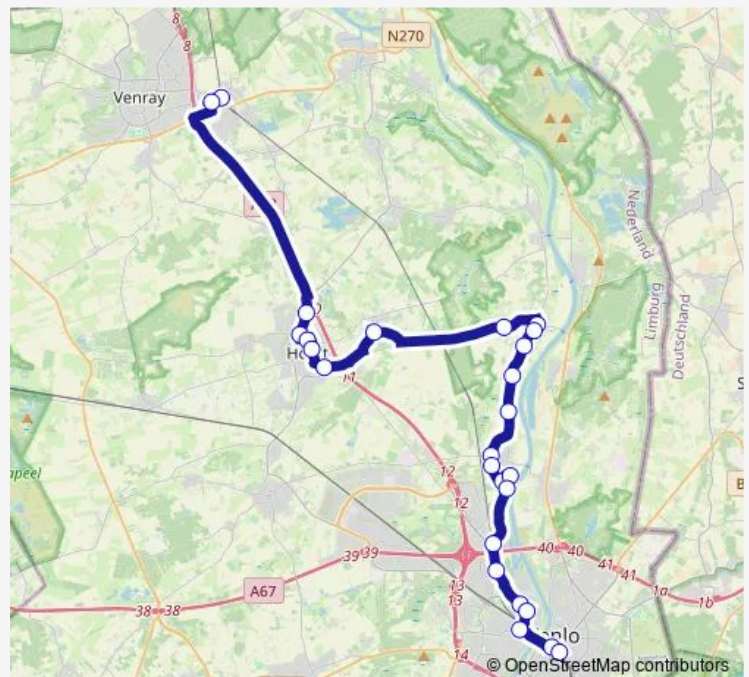 8
8
N270
Venray
Nederland
Limburg
Deutschland
11
apeel
12
12
B
39 39
40 40
41
41
A67
13
13
1a
1b
38 38
14
© OpenStreetMap contributors